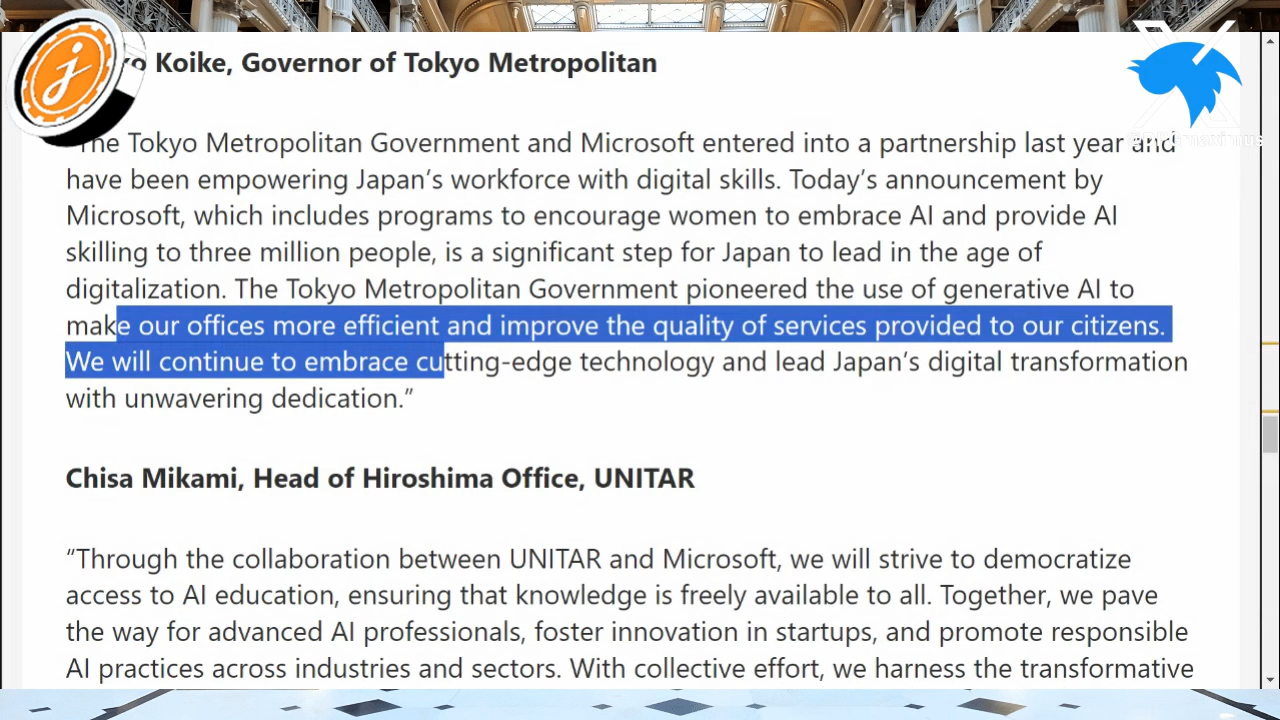 Koike, Governor of Tokyo Metropolitan
The Tokyo Metropolitan Government and Microsoft entered into a partnership last year and
have been empowering Japan’s workforce with digital skills. Today’s announcement by
Microsoft, which includes programs to encourage women to embrace AI and provide AI
skilling to three million people, is a significant step for Japan to lead in the age of
digitalization. The Tokyo Metropolitan Government pioneered the use of generative AI to
make our offices more efficient and improve the quality of services provided to our citizens.
We will continue to embrace cutting-edge technology and lead Japan’s digital transformation
with unwavering dedication.”
Chisa Mikami, Head of Hiroshima Office, UNITAR
“Through the collaboration between UNITAR and Microsoft, we will strive to democratize
access to AI education, ensuring that knowledge is freely available to all. Together, we pave
the way for advanced AI professionals, foster innovation in startups, and promote responsible
AI practices across industries and sectors. With collective effort, we harness the transformative